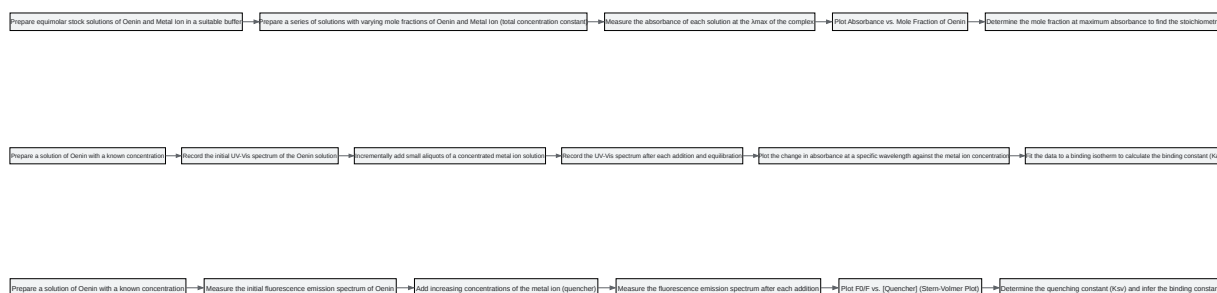 Prepare equimolar stock solutions of Oenin and Metal Ion in a suitable buffer
Prepare a series of solutions with varying mole fractions of Oenin and Metal Ion (total concentration constant)
Measure the absorbance of each solution at the λmax of the complex
Plot Absorbance vs. Mole Fraction of Oenin
Determine the mole fraction at maximum absorbance to find the
Prepare a solution of Oenin with a known concentration
Record the initial UV-Vis spectrum of the Oenin solution
Incrementally add small aliquots of a concentrated metal ion solution
Record the UV-Vis spectrum after each addition and equilibration
Plot the change in absorbance at a specific wavelength against the metal ion concentration
Fit the data to a binding isotherm to calculate the binding constant
Prepare a solution of Oenin with a known concentration
Measure the initial fluorescence emission spectrum of Oenin
Add increasing concentrations of the metal ion (quencher)
Measure the fluorescence emission spectrum after each addition
Plot F0/F vs. [Quencher] (Stern-Volmer Plot)
Determine the quenching constant (Ksv) and infer the binding